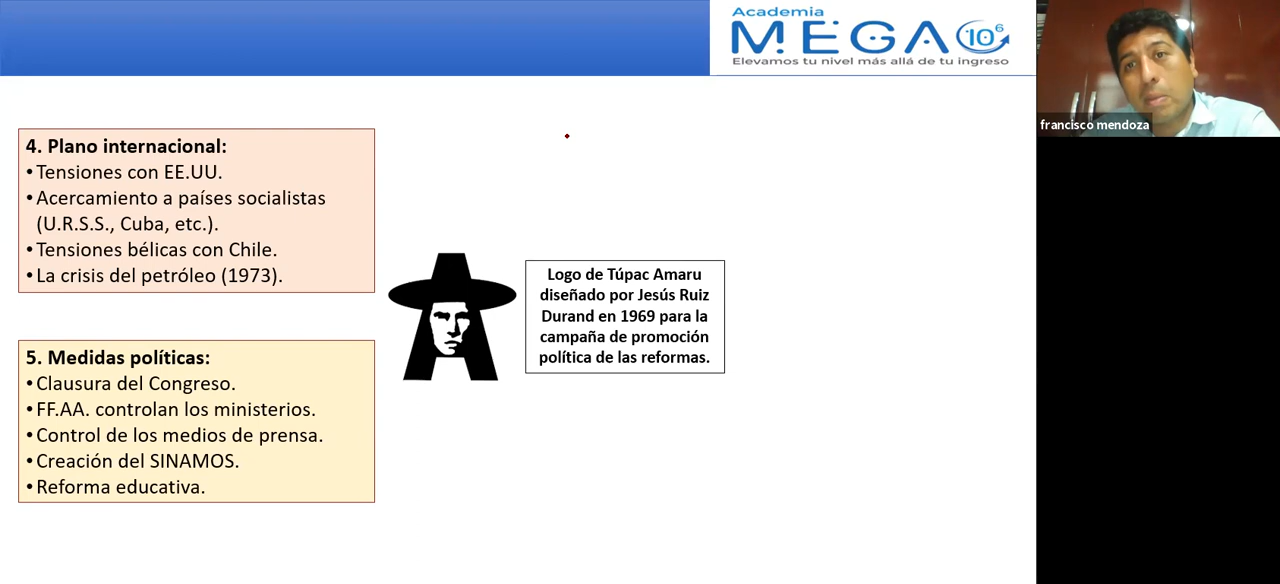 Academia
MEGA 10⁶
Elevamos tu nivel más allá de tu ingreso
francisco mendoza
4. Plano internacional:
•Tensiones con EE.UU.
•Acercamiento a países socialistas
(U.R.S.S., Cuba, etc.).
•Tensiones bélicas con Chile.
•La crisis del petróleo (1973).
Logo de Túpac Amaru
diseñado por Jesús Ruiz
Durand en 1969 para la
campaña de promoción
política de las reformas.
5. Medidas políticas:
•Clausura del Congreso.
•FF.AA. controlan los ministerios.
•Control de los medios de prensa.
•Creación del SINAMOS.
•Reforma educativa.